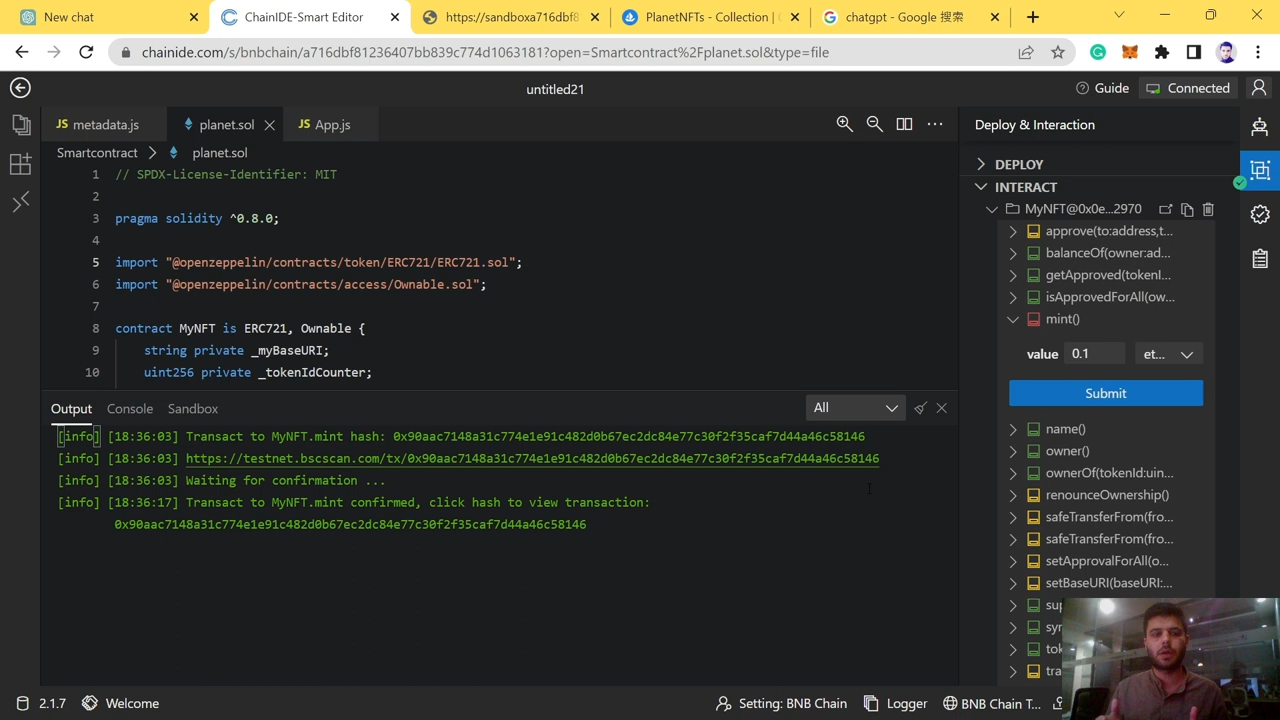 New chat
ChainIDE-Smart Editor
https://sandboxa716dbf8
PlanetNFTs - Collection |
chatgpt - Google 搜索
chainide.com/s/bnbchain/a716dbf81236407bb839c774d1063181?open=Smartcontract%2Fplanet.sol&type=file
untitled21
Guide
Connected
JS metadata.js
planet.sol
JS App.js
Smartcontract
planet.sol
1 // SPDX-License-Identifier: MIT
2
3 pragma solidity ^0.8.0;
4
5 import "@openzeppelin/contracts/token/ERC721/ERC721.sol";
6 import "@openzeppelin/contracts/access/Ownable.sol";
7
8 contract MyNFT is ERC721, Ownable {
9 string private _myBaseURI;
10 uint256 private _tokenIdCounter;
Output
Console
Sandbox
All
[info] [18:36:03] Transact to MyNFT.mint hash: 0x90aac7148a31c774e1e91c482d0b67ec2dc84e77c30f2f35caf7d44a46c58146
[info] [18:36:03] https://testnet.bscscan.com/tx/0x90aac7148a31c774e1e91c482d0b67ec2dc84e77c30f2f35caf7d44a46c58146
[info] [18:36:03] Waiting for confirmation ...
[info] [18:36:17] Transact to MyNFT.mint confirmed, click hash to view transaction:
0x90aac7148a31c774e1e91c482d0b67ec2dc84e77c30f2f35caf7d44a46c58146
Deploy & Interaction
DEPLOY
INTERACT
MyNFT@0x0e...2970
approve(to:address,t...
balanceOf(owner:ad...
getApproved(tokenI...
isApprovedForAll(ow...
mint()
value 0.1 et...
Submit
name()
owner()
ownerOf(tokenId:uin...
renounceOwnership()
safeTransferFrom(fro...
safeTransferFrom(fro...
setApprovalForAll(o...
setBaseURI(baseURI:...
sup
sym
tok
tra
2.1.7
Welcome
Setting: BNB Chain
Logger
BNB Chain T...